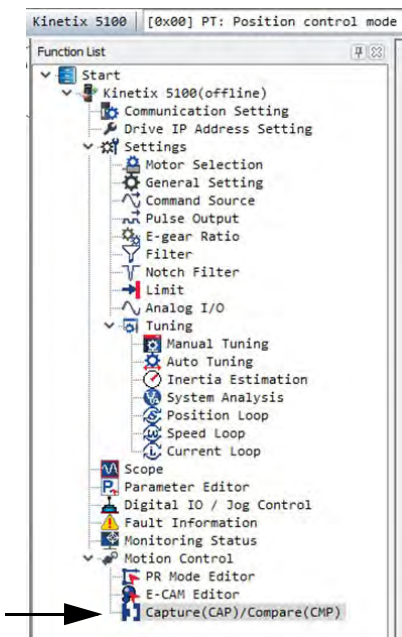 Kinetix 5100 [0x00] PT: Position control mode
Function List
Start
Kinetix 5100(offline)
Communication Setting
Drive IP Address Setting
Settings
Motor Selection
General Setting
Command Source
Pulse Output
E-gear Ratio
Filter
Notch Filter
Limit
Analog I/O
Tuning
Manual Tuning
Auto Tuning
Inertia Estimation
System Analysis
Position Loop
Speed Loop
Current Loop
Scope
Parameter Editor
Digital IO / Jog Control
Fault Information
Monitoring Status
Motion Control
PR Mode Editor
E-CAM Editor
Capture(CAP)/Compare(CMP)